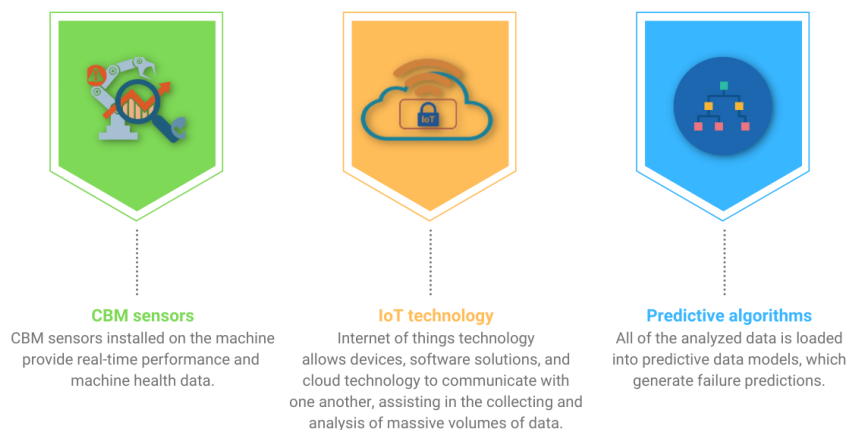 IoT
CBM sensors
CBM sensors installed on the machine
provide real-time performance and
machine health data.
IoT technology
Internet of things technology
allows devices, software solutions, and
cloud technology to communicate with
one another, assisting in the collecting and
analysis of massive volumes of data.
Predictive algorithms
All of the analyzed data is loaded
into predictive data models, which
generate failure predictions.